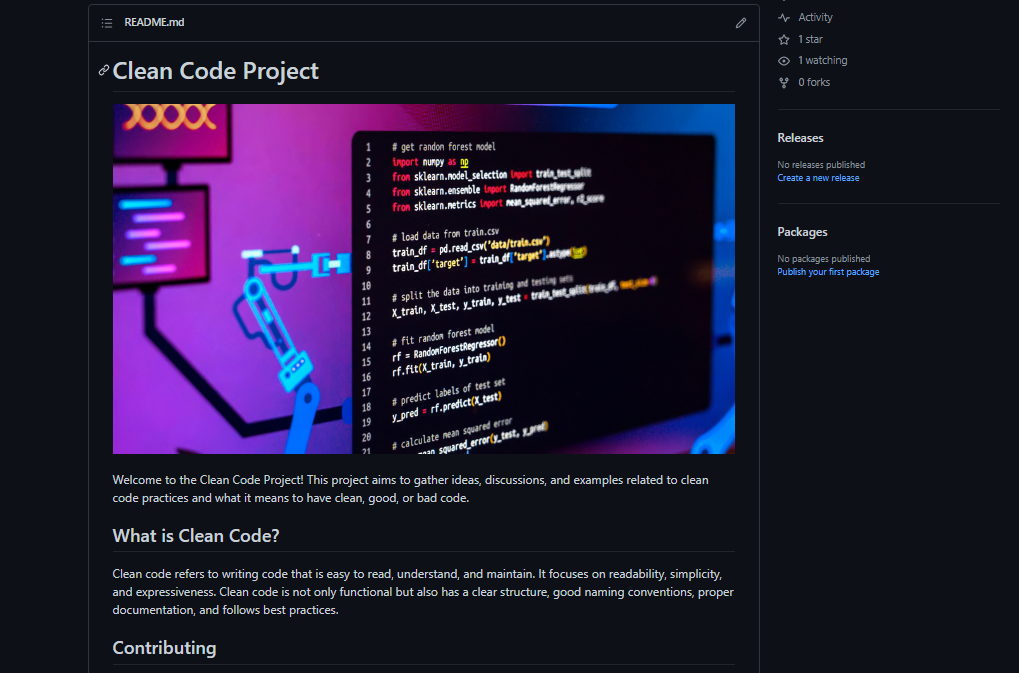 README.md
Clean Code Project
1 # get random forest model
2 import numpy as np
3 from sklearn.model_selection import train_test_split
4 from sklearn.ensemble import RandomForestRegressor
5 from sklearn.metrics import mean_squared_error, r2_score
6
7 # load data from train.csv
8 train_df = pd.read_csv("data/train.csv")
9 train_df['target'] = train_df['target'].astype(
10
11 # split the data into training and testing sets
12 X_train, X_test, y_train, y_test = train_test_split(train_df,
13
14 # fit random forest model
15 rf = RandomForestRegressor()
16 rf.fit(X_train, y_train)
17
18 # predict labels of test set
19 y_pred = rf.predict(X_test)
20
21 # calculate mean squared error
mean_squared_error(y_test, y_pred)
Welcome to the Clean Code Project! This project aims to gather ideas, discussions, and examples related to clean
code practices and what it means to have clean, good, or bad code.
What is Clean Code?
Clean code refers to writing code that is easy to read, understand, and maintain. It focuses on readability, simplicity,
and expressiveness. Clean code is not only functional but also has a clear structure, good naming conventions, proper
documentation, and follows best practices.
Contributing
Activity
1 star
1 watching
0 forks
Releases
No releases published
Create a new release
Packages
No packages published
Publish your first package